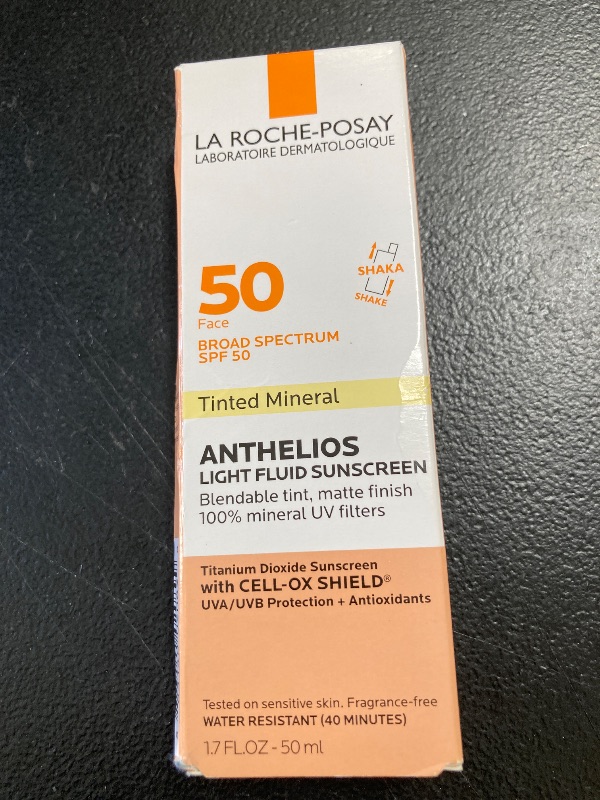 LA ROCHE-POSAY
LABORATOIRE DERMATOLOGIQUE
50
Face
BROAD SPECTRUM
SPF 50
SHAKA
SHAKE
Tinted Mineral
ANTHELIOS
LIGHT FLUID SUNSCREEN
Blendable tint, matte finish
100% mineral UV filters
Titanium Dioxide Sunscreen
with CELL-OX SHIELD®
UVA/UVB Protection + Antioxidants
Tested on sensitive skin. Fragrance-free
WATER RESISTANT (40 MINUTES)
1.7 FL.OZ - 50 ml